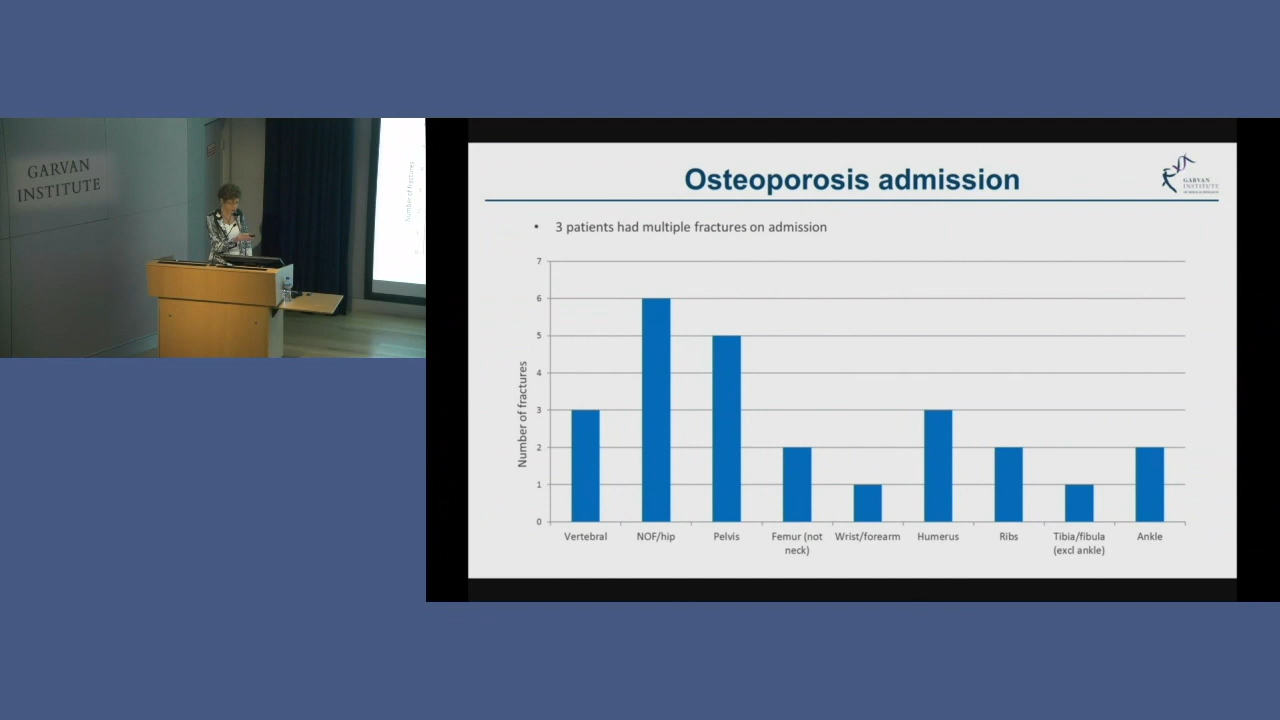 GARVAN
INSTITUTE
Number of fractures
Osteoporosis admission
GARVAN
INSTITUTE
• 3 patients had multiple fractures on admission
Number of fractures
7
6
5
4
3
2
1
0
Vertebral NOF/hip Pelvis Femur (not neck) Wrist/forearm Humerus Ribs Tibia/fibula (excl ankle) Ankle